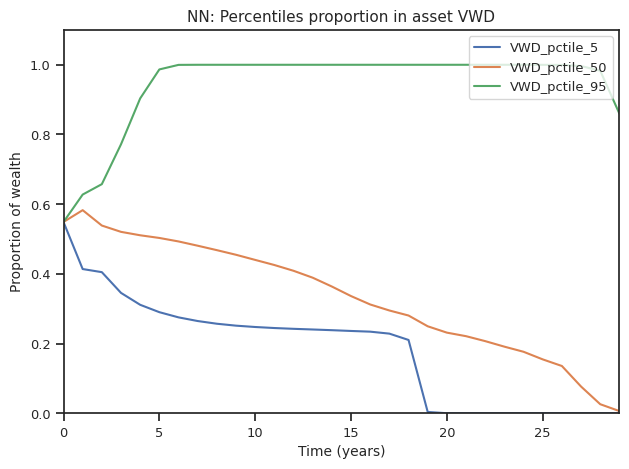 NN: Percentiles proportion in asset VWD
VWD_pctile_5
VWD_pctile_50
VWD_pctile_95
Proportion of wealth
1.0
0.8
0.6
0.4
0.2
0.0
0 5 10 15 20 25
Time (years)